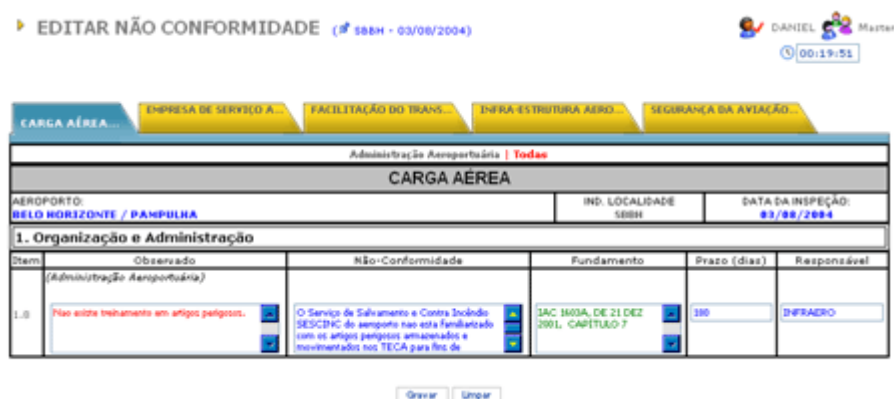 EDITAR NÃO CONFORMIDADE (SBBH - 03/08/2004)
DANIEL Master
00:19:51
CARGA AÉREA... EMPRESA DE SERVIÇO A... FACILITAÇÃO DO TRANS... INFRA-ESTRUTURA AERO... SEGURANÇA DA AVIAÇÃO...
Administração Aeroportuária | Todas
CARGA AÉREA
AEROPORTO: IND. LOCALIDADE DATA DA INSPEÇÃO:
BELO HORIZONTE / PAMPULHA SBBH 03/08/2004
1. Organização e Administração
Item Observado Não-Conformidade Fundamento Prazo (dias) Responsável
(Administração Aeroportuária)
1.0 Nao existe treinamento em artigos perigosos. O Serviço de Salvamento e Contra Incêndio IAC 1603A, DE 21 DEZ 180 INFRAERO
SESCINC do aeroporto nao esta familiarizado 2001, CAPÍTULO 7
com os artigos perigosos armazenados e
movimentados nos TECA para fins de
Gravar Limpar